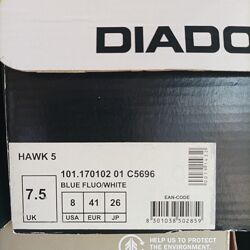 DIADO
HAWK 5
101.170102 01 C5696
BLUE FLUO/WHITE
7.5
UK
8 41 26
USA EUR JP
EAN-CODE
8 301038 502859
HELP US TO
PROTECT US &
THE ENVIRONMENT.